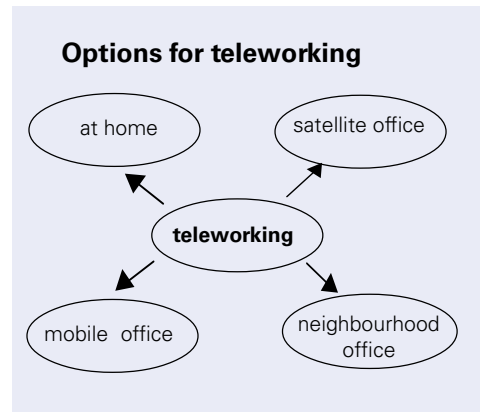 Options for teleworking
at home
satellite office
teleworking
mobile office
neighbourhood
office